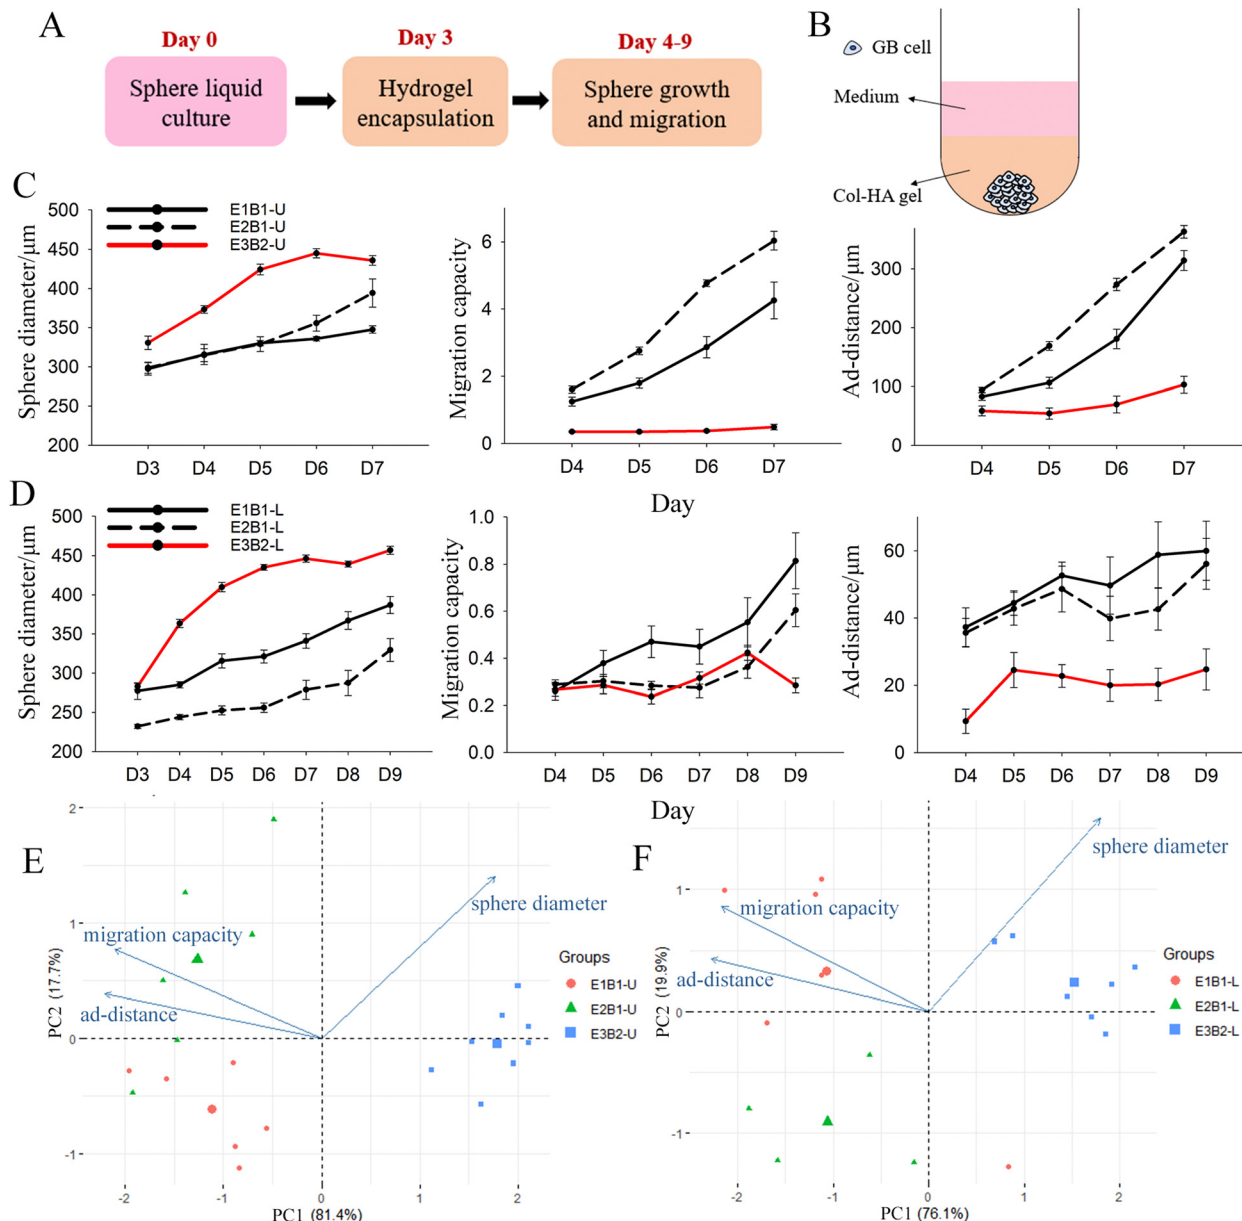 A
Day 0
Day 3
Day 4-9
Sphere liquid
culture
Hydrogel
encapsulation
Sphere growth
and migration
B
GB cell
Medium
Col-HA gel
C
E1B1-U
E2B1-U
E3B2-U
Sphere diameter/μm
500
450
400
350
300
250
200
D3 D4 D5 D6 D7
Migration capacity
6
4
2
0
D4 D5 D6 D7
Ad-distance/μm
300
200
100
0
D4 D5 D6 D7
Day
D
E1B1-L
E2B1-L
E3B2-L
Sphere diameter/μm
500
450
400
350
300
250
200
D3 D4 D5 D6 D7 D8 D9
Migration capacity
1.0
0.8
0.6
0.4
0.2
0.0
D4 D5 D6 D7 D8 D9
Ad-distance/μm
60
40
20
0
D4 D5 D6 D7 D8 D9
Day
E
2
1
0
-1
PC2 (17.7%)
sphere diameter
migration capacity
ad-distance
Groups
E1B1-U
E2B1-U
E3B2-U
-2 -1 0 1 2
PC1 (81.4%)
F
1
0
-1
PC2 (19.9%)
sphere diameter
migration capacity
ad-distance
Groups
E1B1-L
E2B1-L
E3B2-L
-2 -1 0 1 2
PC1 (76.1%)